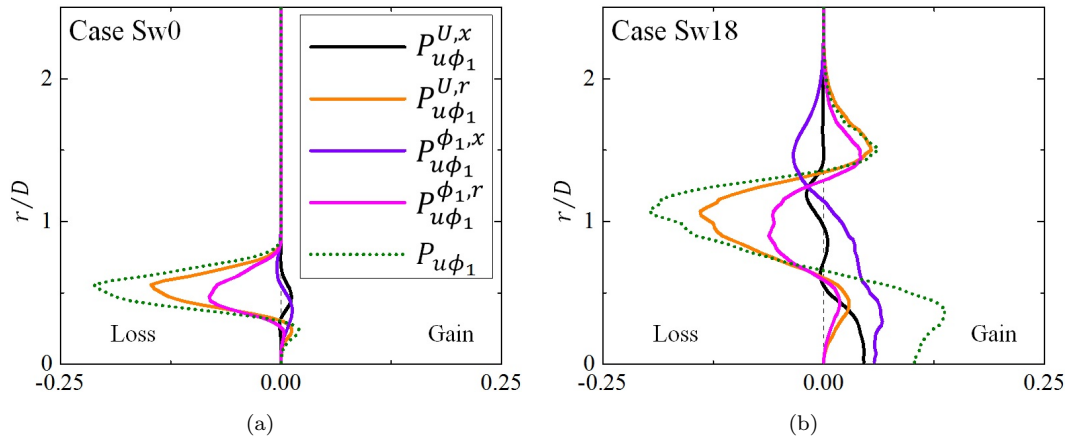 Case Sw0
P_{uϕ_1}^{U,x}
P_{uϕ_1}^{U,r}
P_{uϕ_1}^{ϕ_1,x}
P_{uϕ_1}^{ϕ_1,r}
P_{uϕ_1}
2
1
0
r/D
Loss
Gain
-0.25
0.00
0.25
(a)
Case Sw18
2
1
0
r/D
Loss
Gain
-0.25
0.00
0.25
(b)